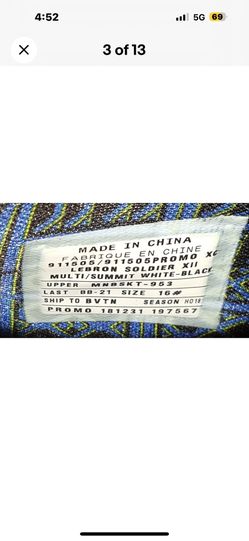 4:52
5G 69
3 of 13
MADE IN CHINA
FABRIQUE EN CHINE
911505/911505PROMO XC
LEBRON SOLDIER XII
MULTI/SUMMIT WHITE-BLACK
UPPER MNBSKT-953
LAST BB-21 SIZE 16#
SHIP TO BVTN SEASON HO18
PROMO 181231 197567